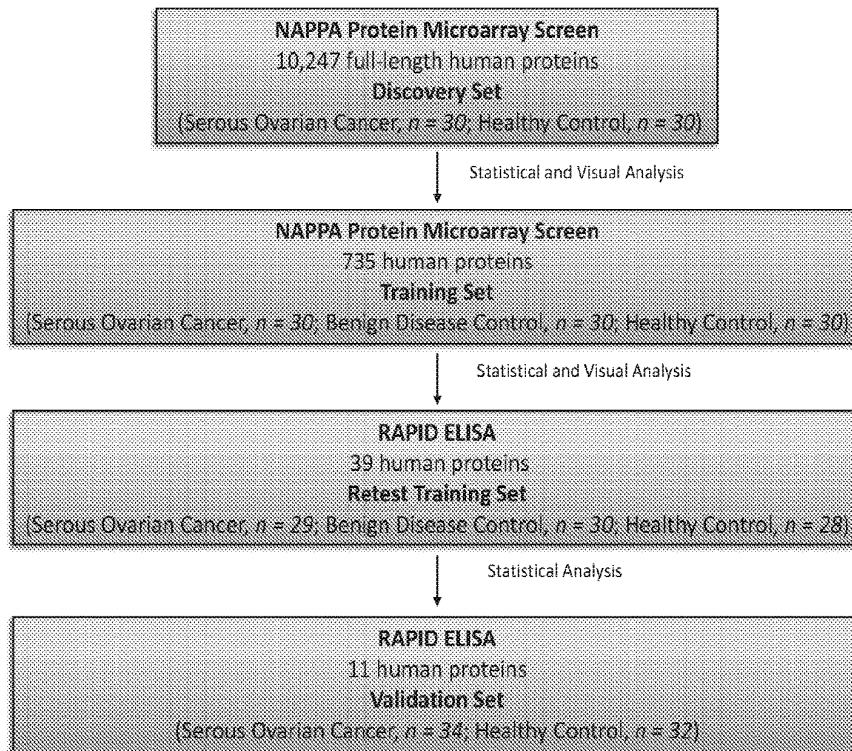 NAPPA Protein Microarray Screen
10,247 full-length human proteins
Discovery Set
(Serous Ovarian Cancer, n = 30; Healthy Control, n = 30)
Statistical and Visual Analysis
NAPPA Protein Microarray Screen
735 human proteins
Training Set
(Serous Ovarian Cancer, n = 30; Benign Disease Control, n = 30; Healthy Control, n = 30)
Statistical and Visual Analysis
RAPID ELISA
39 human proteins
Retest Training Set
(Serous Ovarian Cancer, n = 29; Benign Disease Control, n = 30; Healthy Control, n = 28)
Statistical Analysis
RAPID ELISA
11 human proteins
Validation Set
(Serous Ovarian Cancer, n = 34; Healthy Control, n = 32)